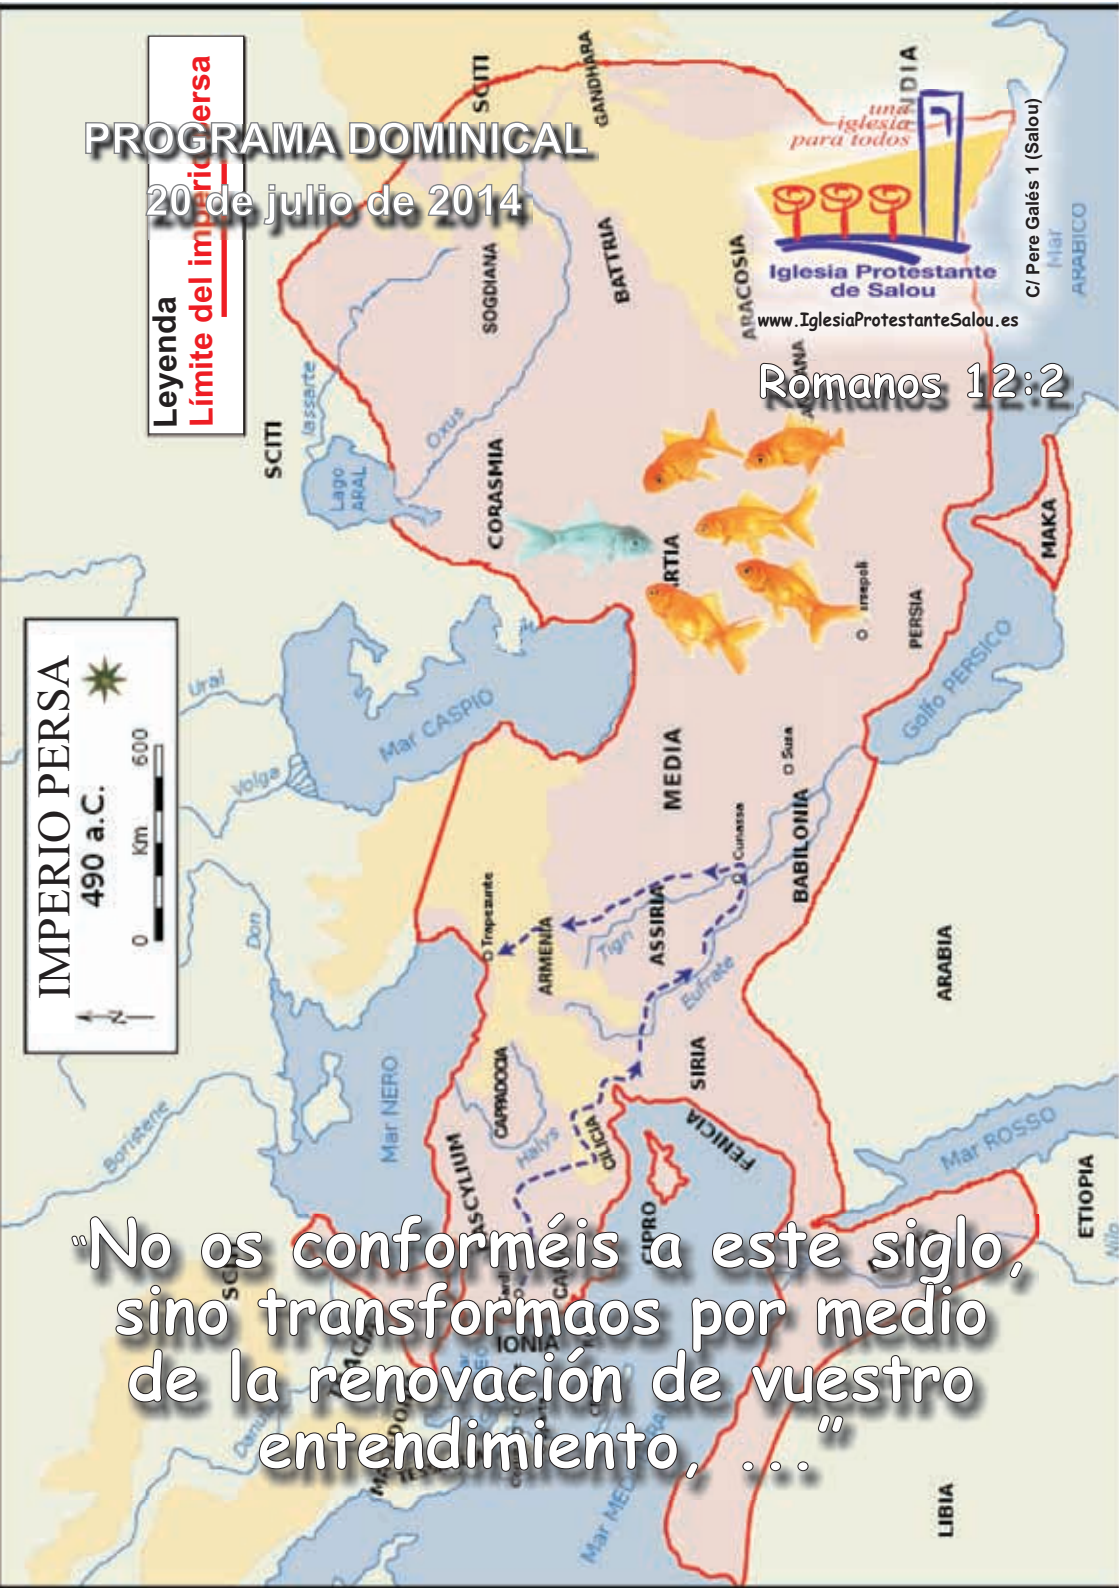 PROGRAMA DOMINICAL
20 de julio de 2014
una
iglesia
para todos
Iglesia Protestante
de Salou
www.IglesiaProtestanteSalou.es
C/ Pere Galés 1 (Salou)
Romanos 12:2
Leyenda
Límite del imperio persa
IMPERIO PERSA
490 a.C.
0 Km 600
N
SCITI
GANDHARA
INDIA
Mar
ARABICO
SOGDIANA
BATTRIA
ARACOSIA
SCITI
Iassarte
Lago
ARAL
Oxus
CORASMIA
MAKA
PERSIA
Golfo PERSICO
Ural
Volga
Mar CASPIO
MEDIA
Susa
Cunassa
BABILONIA
Don
Trapezunte
ARMENIA
Tigri
ASSIRIA
Eufrate
ARABIA
Boristene
Mar NERO
CAPPADOCIA
Halys
CILICIA
SIRIA
FENICIA
CIPRO
Mar ROSSO
ETIOPIA
Nilo
IONIA
LIBIA
"No os conforméis a este siglo,
sino transformaos por medio
de la renovación de vuestro
entendimiento, ..."